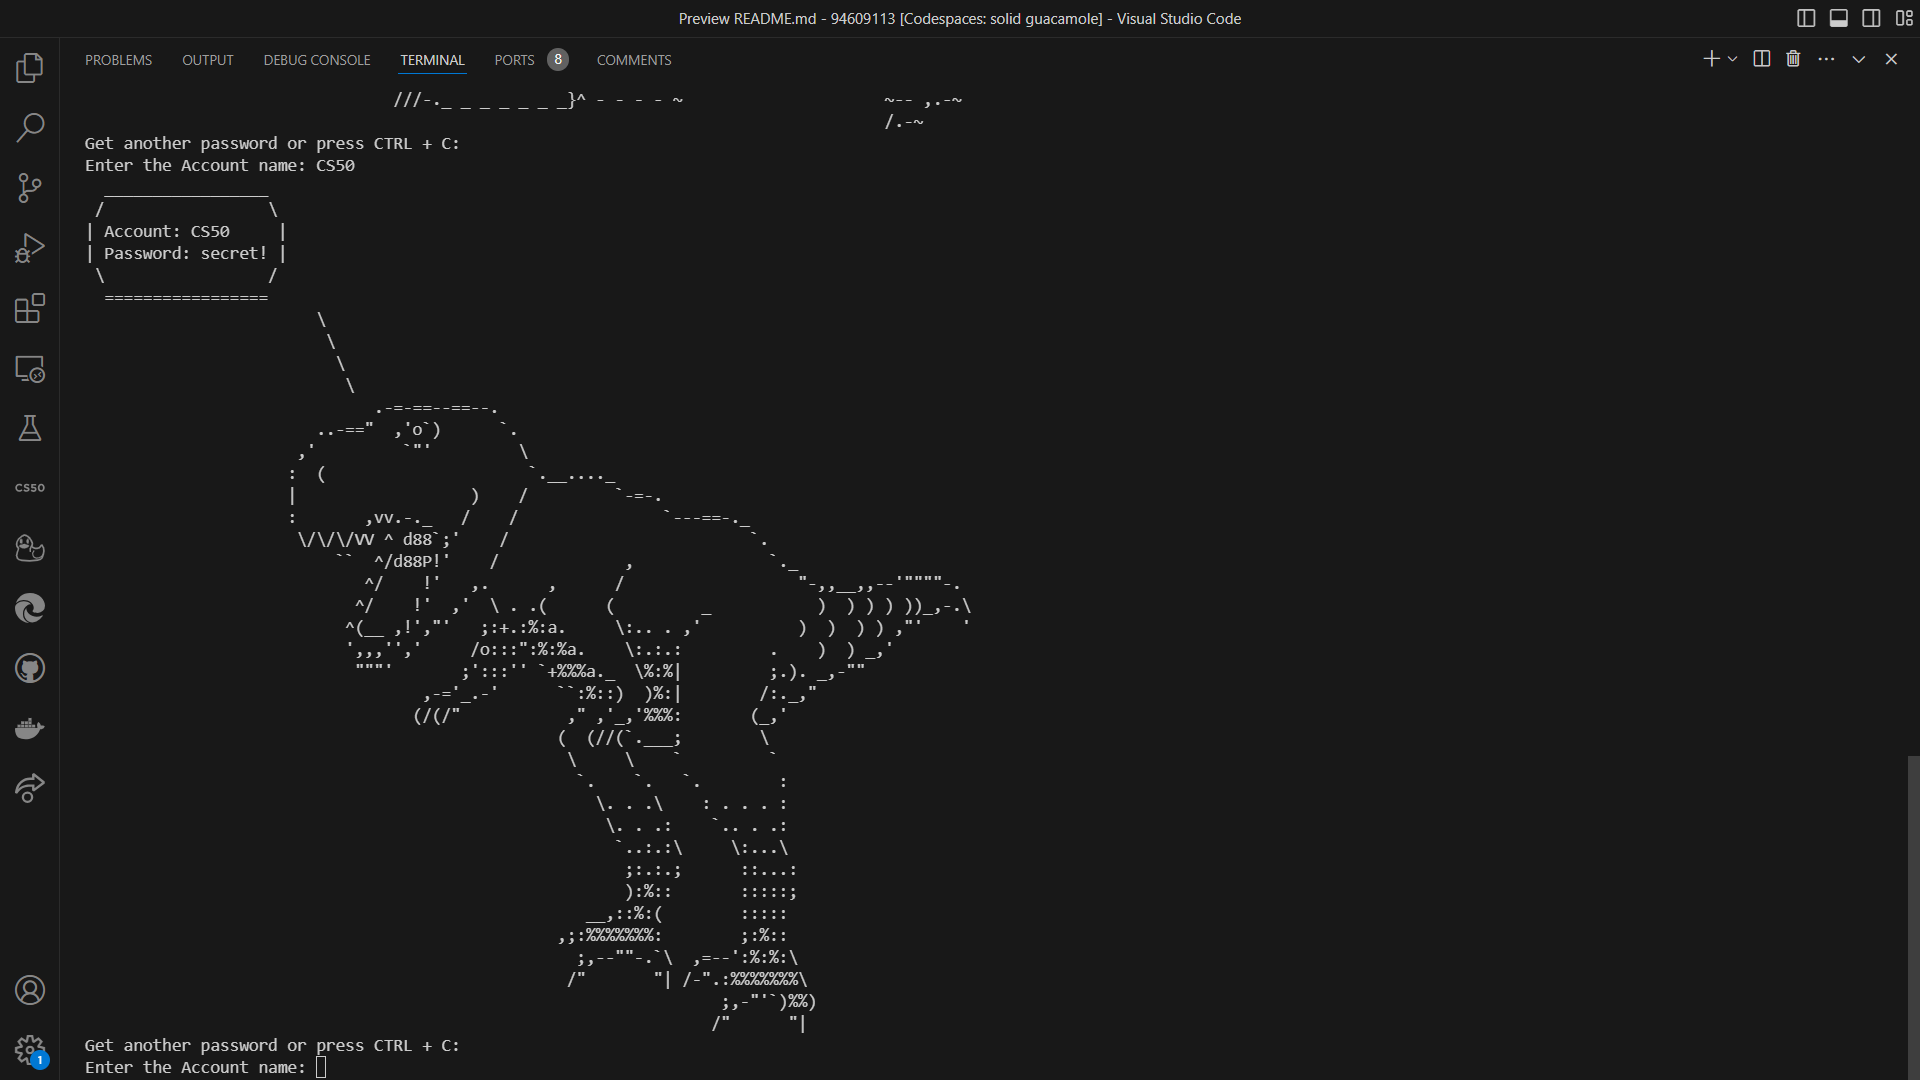 Preview README.md - 94609113 [Codespaces: solid guacamole] - Visual Studio Code
PROBLEMS OUTPUT DEBUG CONSOLE TERMINAL PORTS 8 COMMENTS
Get another password or press CTRL + C:
Enter the Account name: CS50
Account: CS50
Password: secret!
CS50
Get another password or press CTRL + C:
Enter the Account name:
1